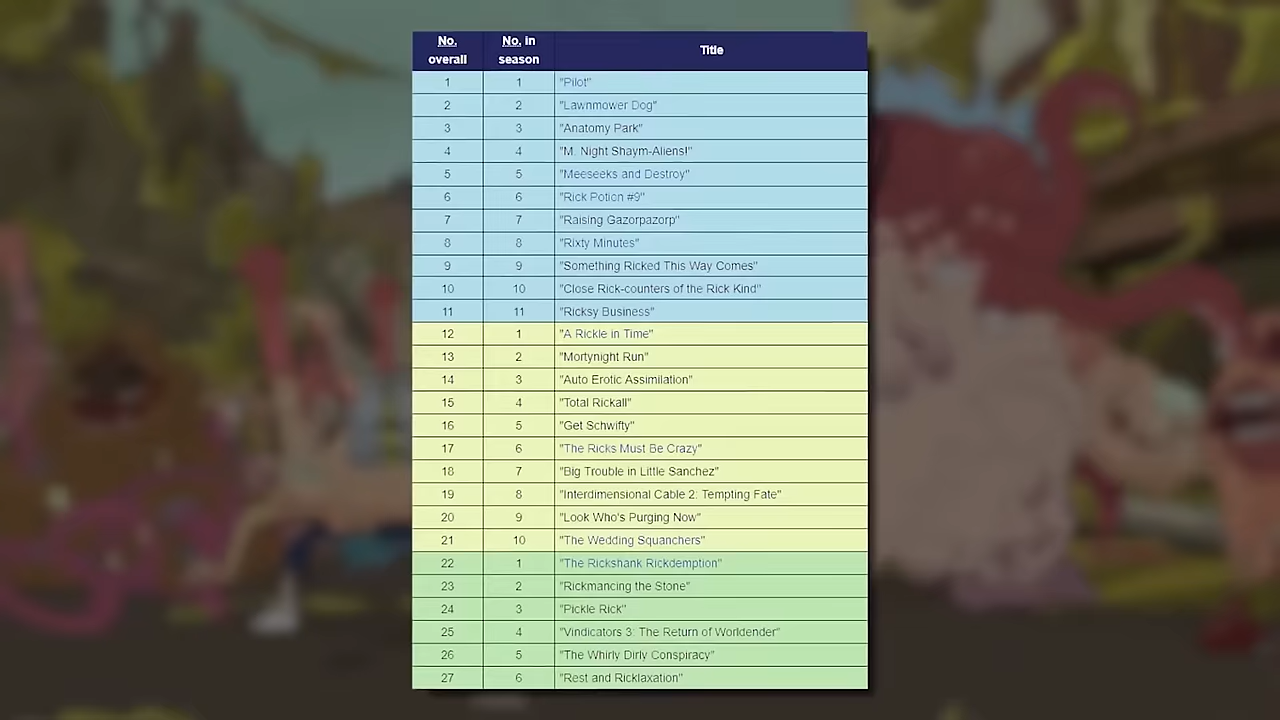 No. overall No. in season Title
1 1 "Pilot"
2 2 "Lawnmower Dog"
3 3 "Anatomy Park"
4 4 "M. Night Shaym-Aliens!"
5 5 "Meeseeks and Destroy"
6 6 "Rick Potion #9"
7 7 "Raising Gazorpazorp"
8 8 "Rixty Minutes"
9 9 "Something Ricked This Way Comes"
10 10 "Close Rick-counters of the Rick Kind"
11 11 "Ricksy Business"
12 1 "A Rickle in Time"
13 2 "Mortynight Run"
14 3 "Auto Erotic Assimilation"
15 4 "Total Rickall"
16 5 "Get Schwifty"
17 6 "The Ricks Must Be Crazy"
18 7 "Big Trouble in Little Sanchez"
19 8 "Interdimensional Cable 2: Tempting Fate"
20 9 "Look Who's Purging Now"
21 10 "The Wedding Squanchers"
22 1 "The Rickshank Rickdemption"
23 2 "Rickmancing the Stone"
24 3 "Pickle Rick"
25 4 "Vindicators 3: The Return of Worldender"
26 5 "The Whirly Dirly Conspiracy"
27 6 "Rest and Ricklaxation"